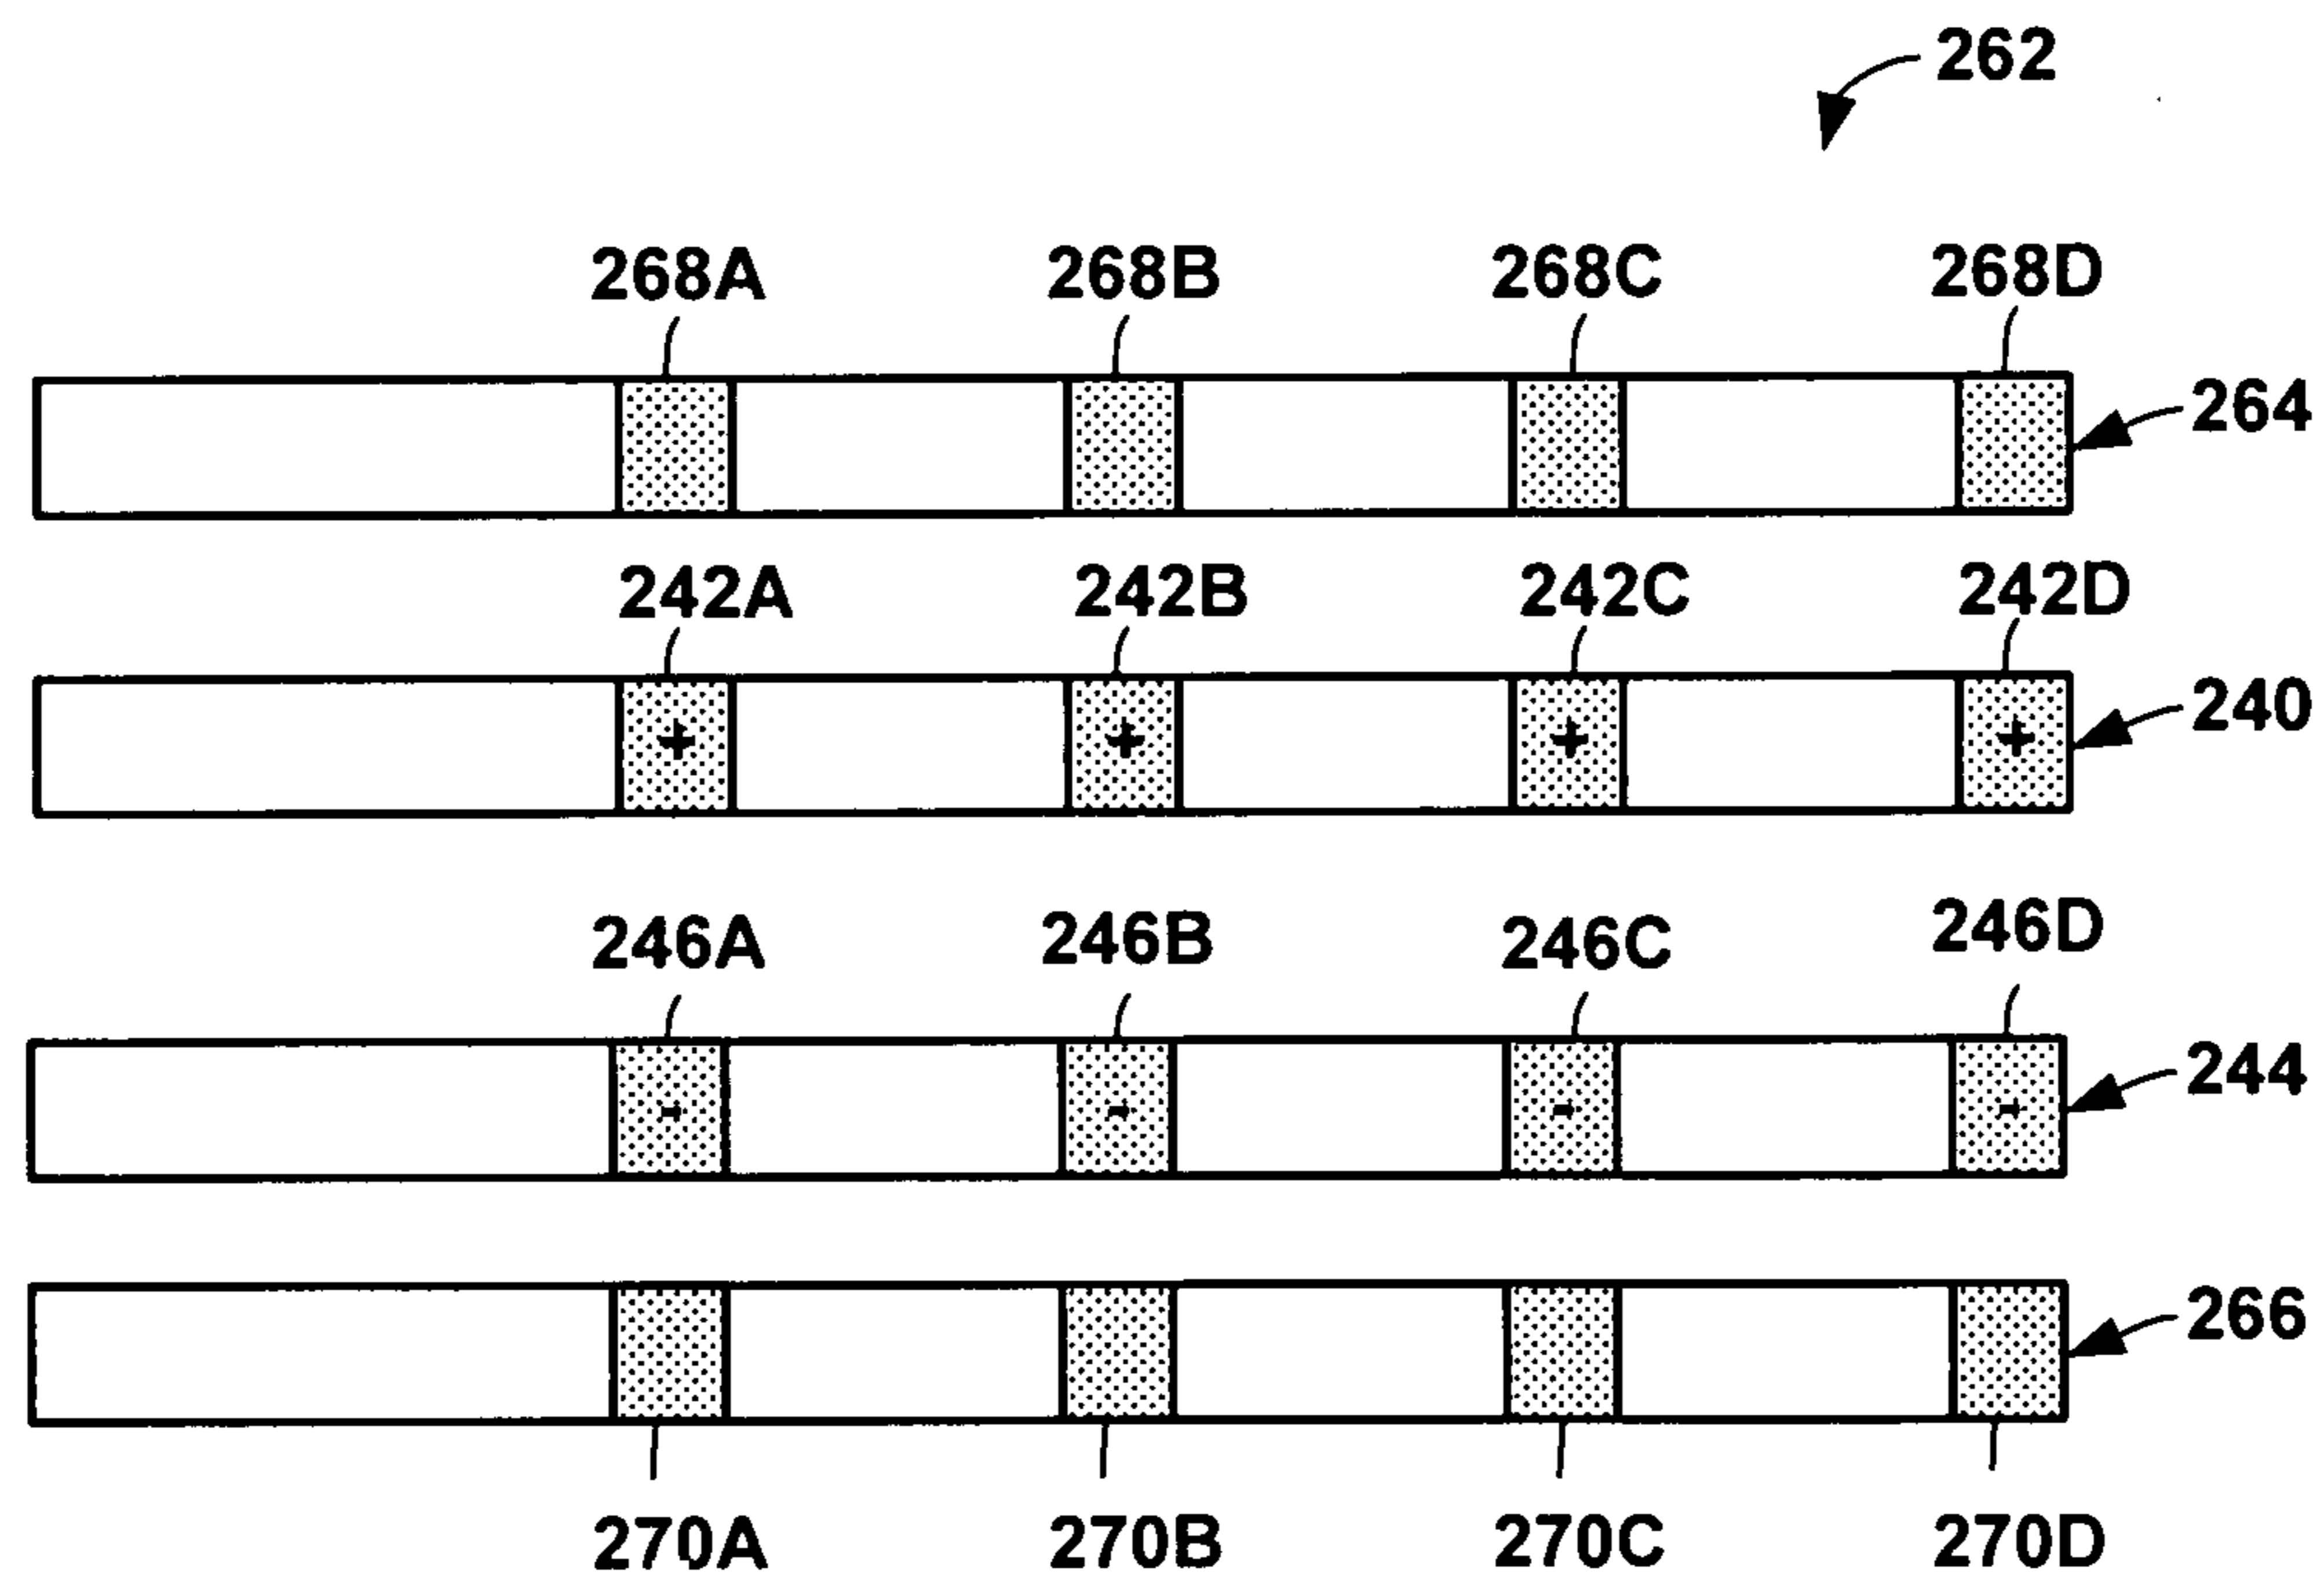 262
268A 268B 268C 268D
264
242A 242B 242C 242D
+ + + + 240
246A 246B 246C 246D
- - - - 244
266
270A 270B 270C 270D